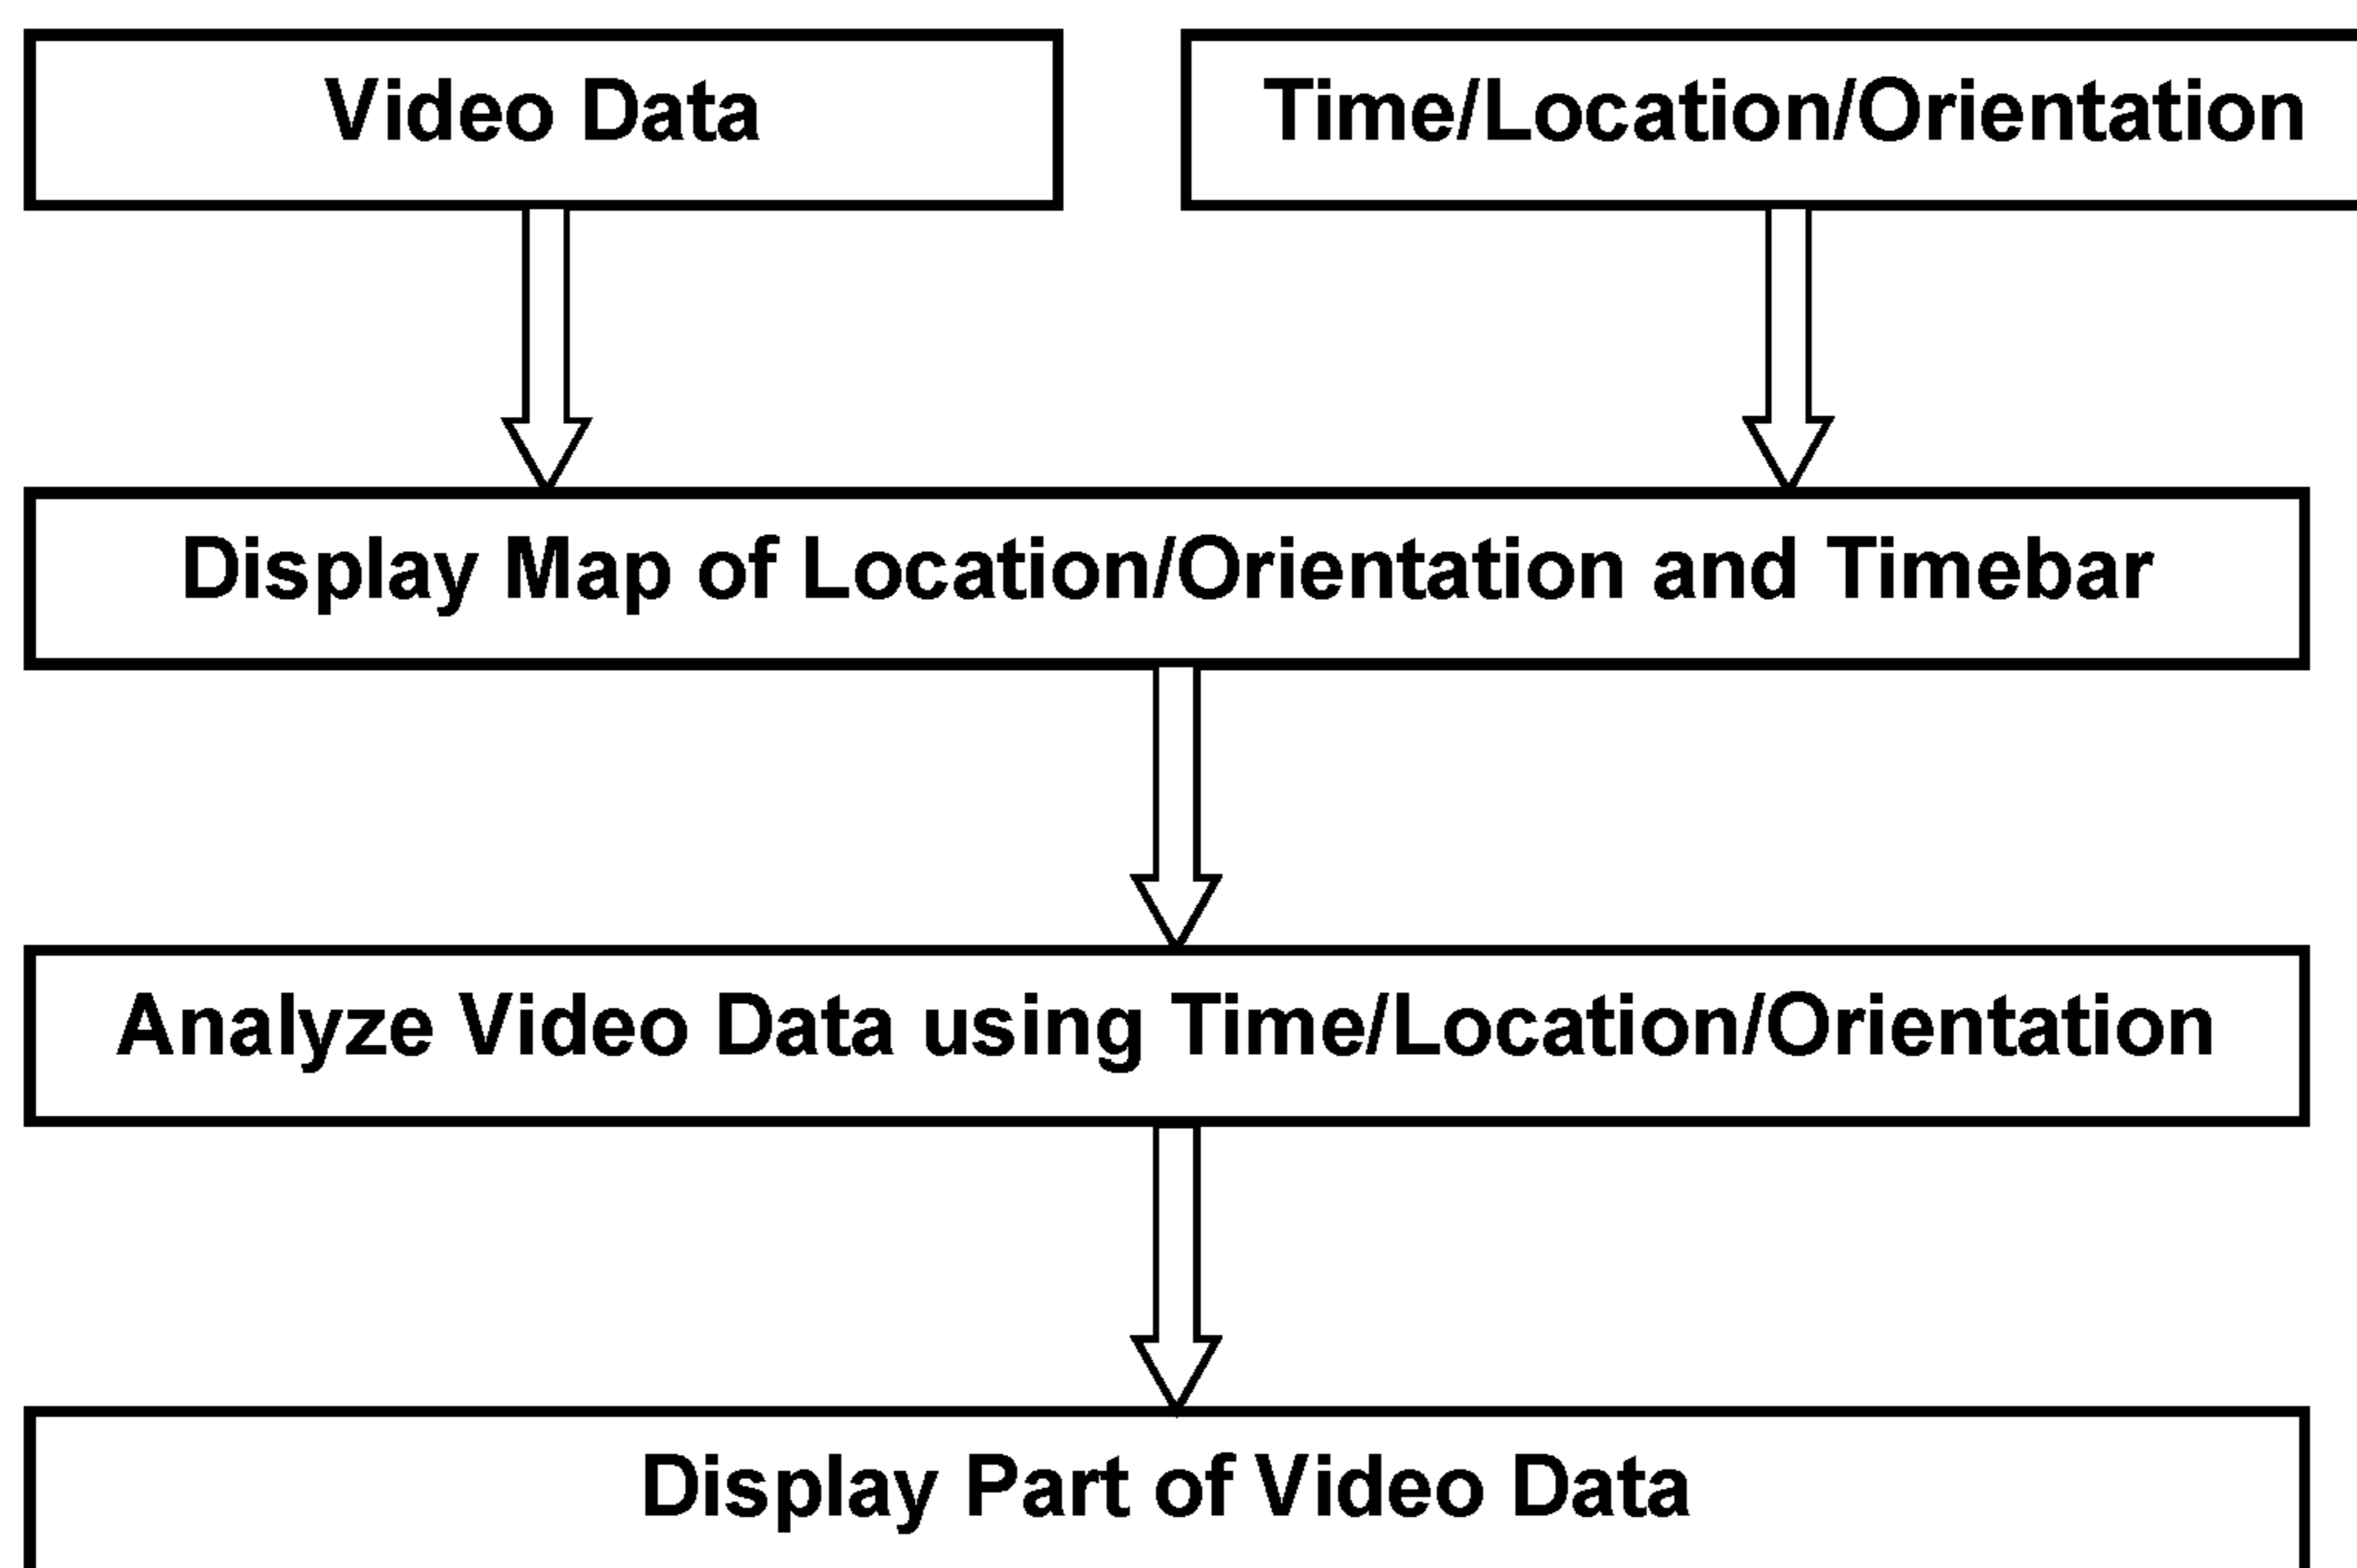 Video Data
Time/Location/Orientation
Display Map of Location/Orientation and Timebar
Analyze Video Data using Time/Location/Orientation
Display Part of Video Data